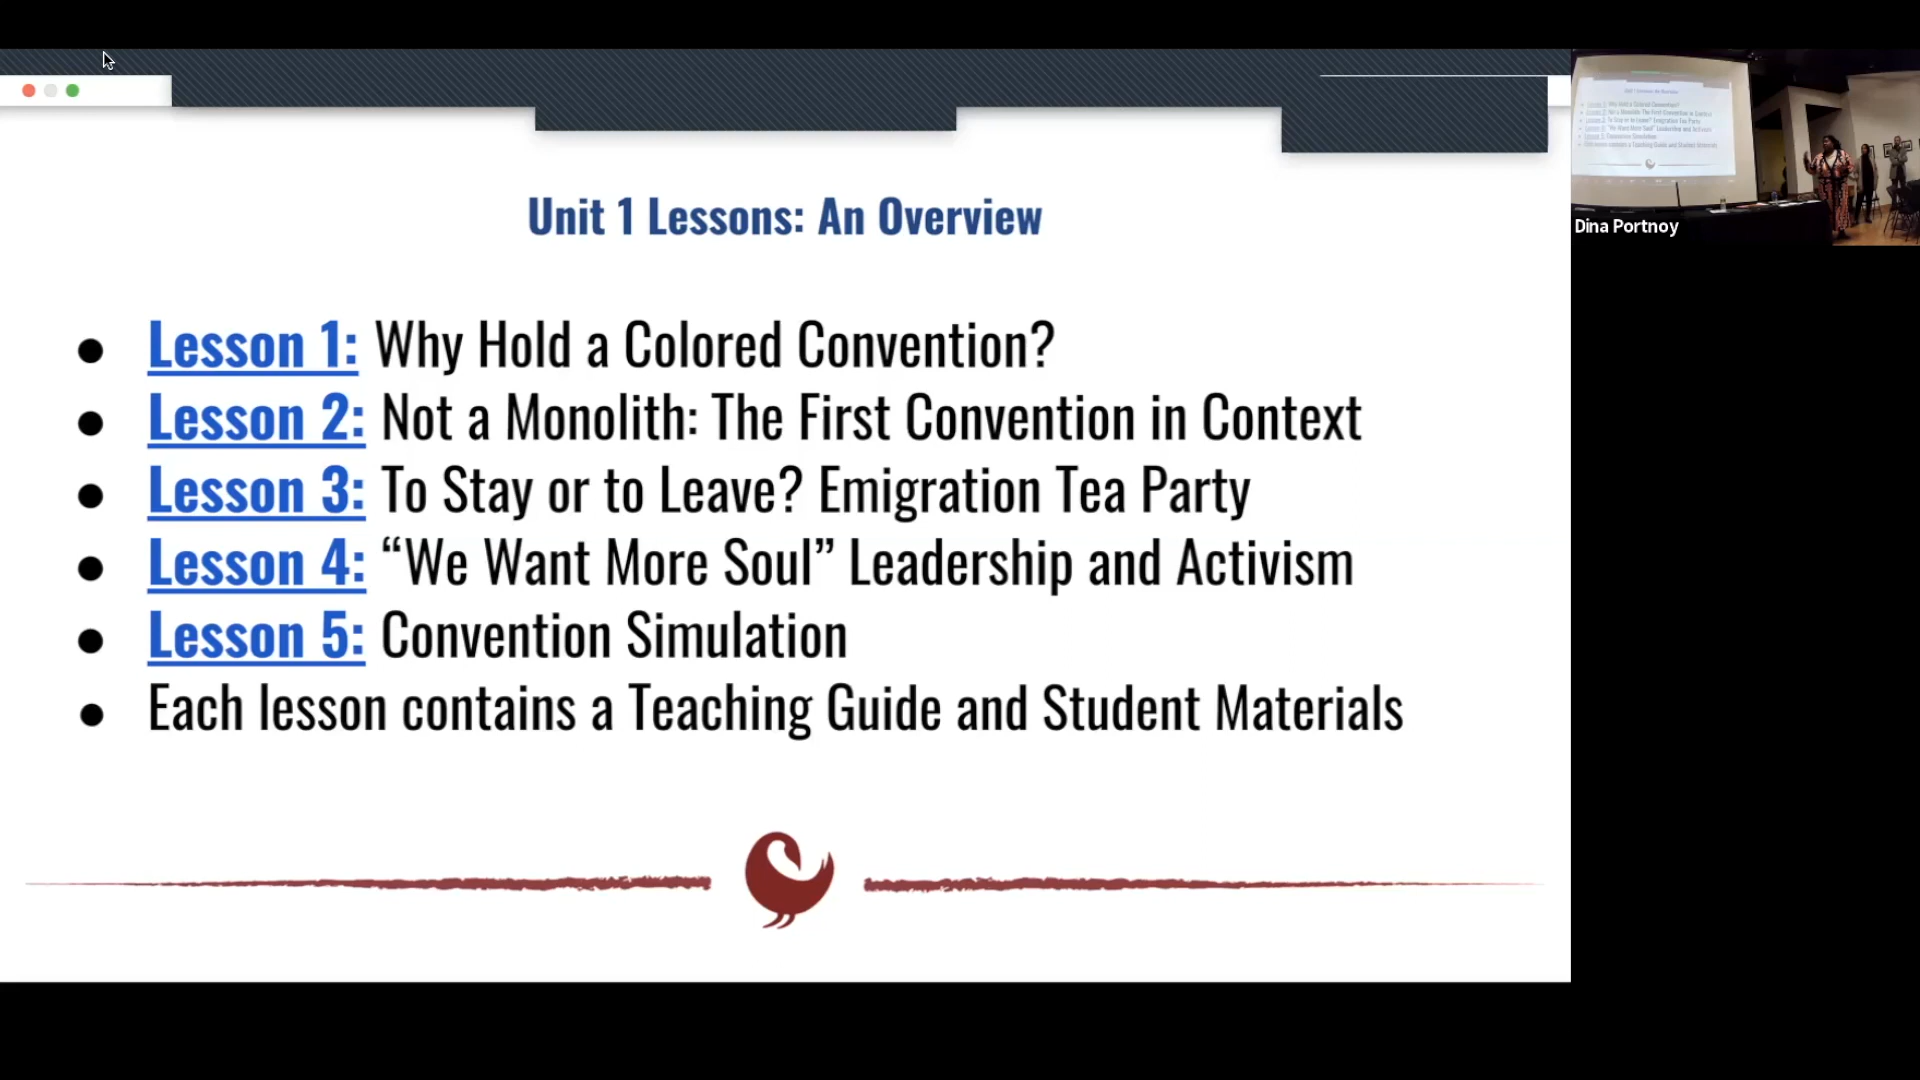 Unit 1 Lessons: An Overview
● Lesson 1: Why Hold a Colored Convention?
● Lesson 2: Not a Monolith: The First Convention in Context
● Lesson 3: To Stay or to Leave? Emigration Tea Party
● Lesson 4: “We Want More Soul” Leadership and Activism
● Lesson 5: Convention Simulation
● Each lesson contains a Teaching Guide and Student Materials
Dina Portnoy